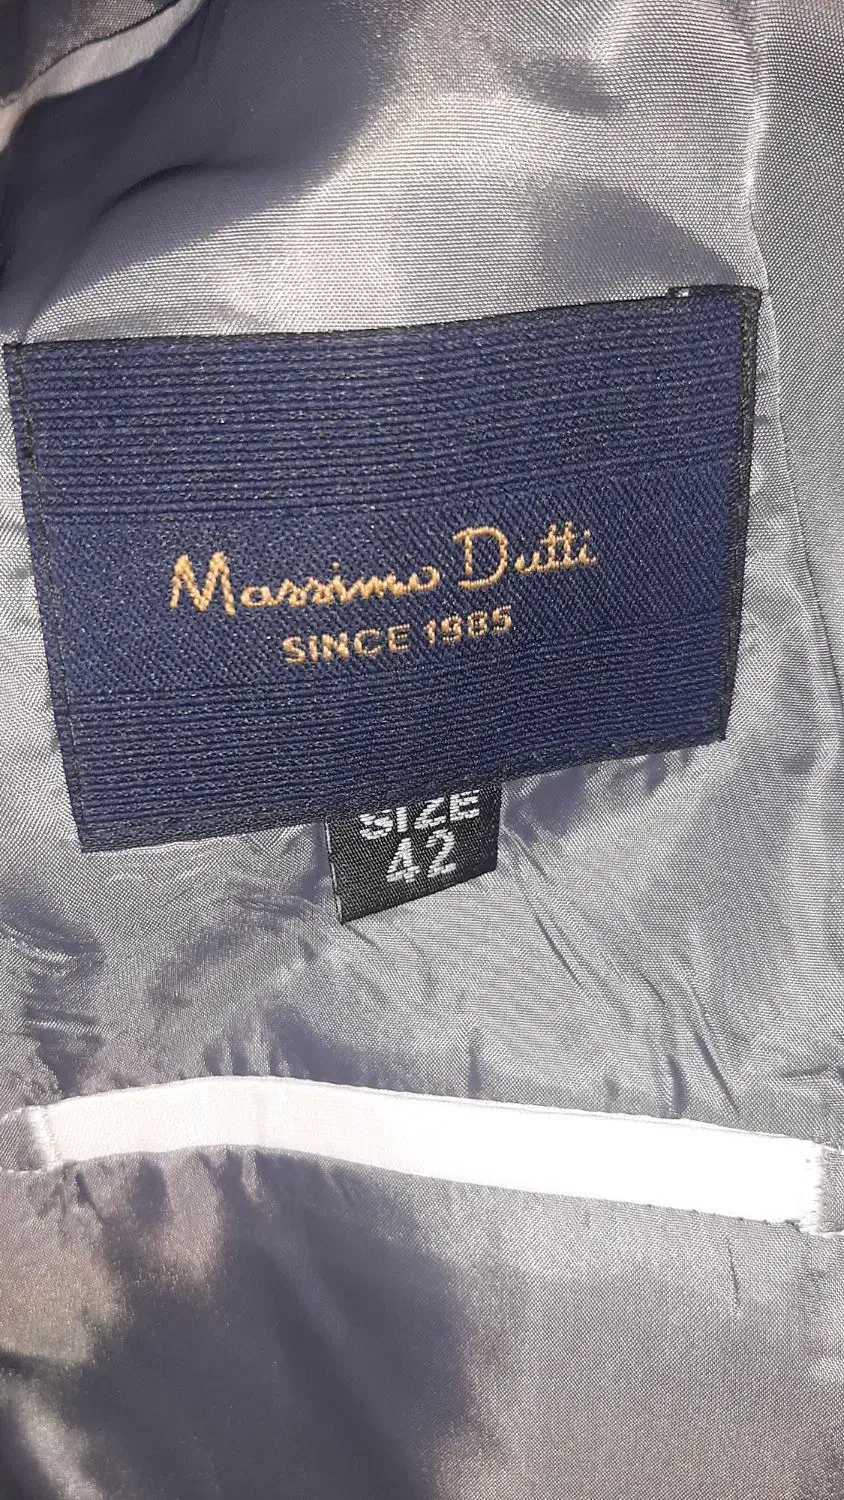 Massimo Dutti
SINCE 1985
SIZE
42